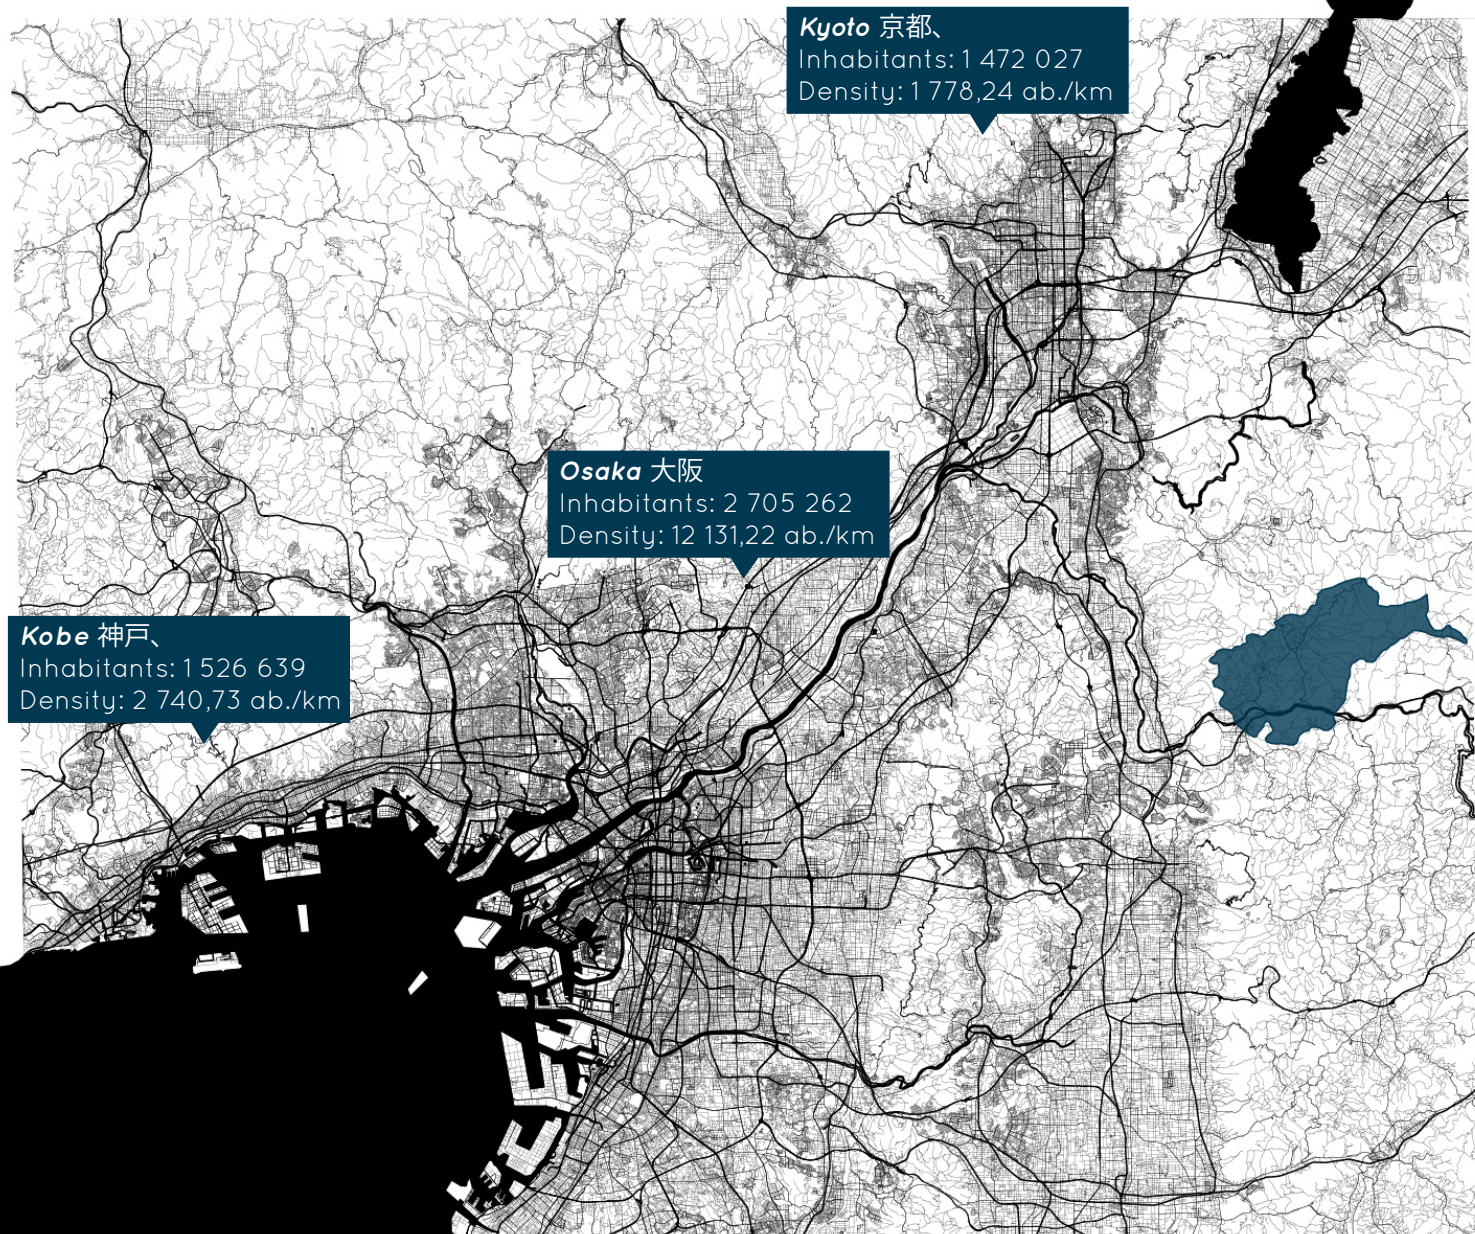 Kyoto 京都、
Inhabitants: 1 472 027
Density: 1 778,24 ab./km
Osaka 大阪
Inhabitants: 2 705 262
Density: 12 131,22 ab./km
Kobe 神戸、
Inhabitants: 1 526 639
Density: 2 740,73 ab./km